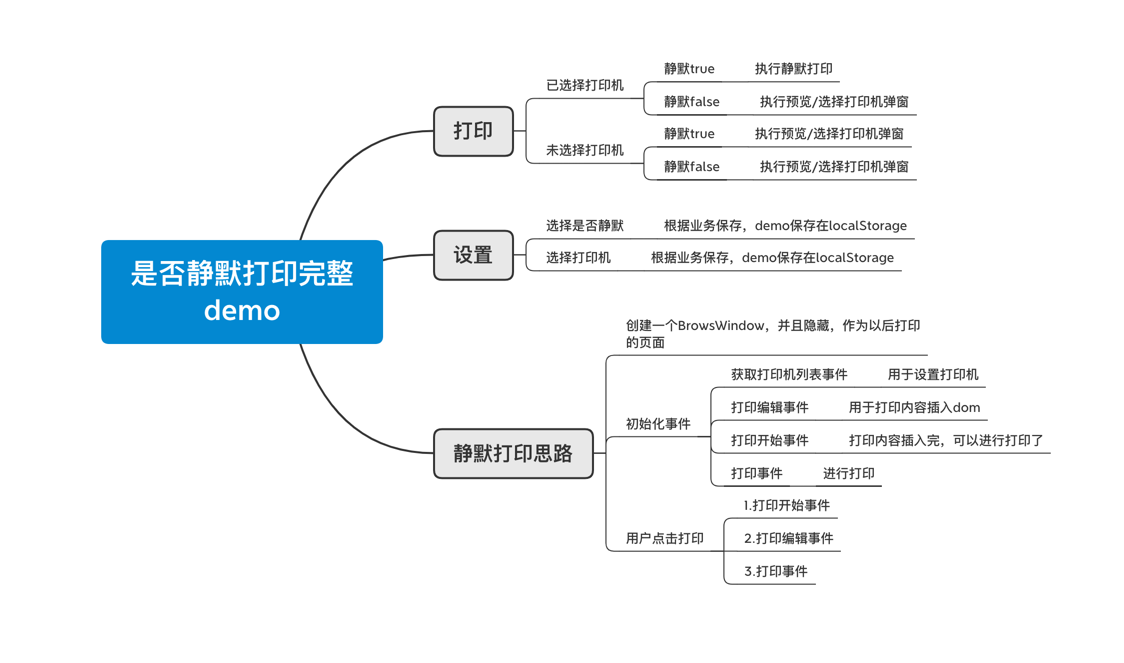 是否静默打印完整
demo
打印
已选择打印机
静默true
执行静默打印
静默false
执行预览/选择打印机弹窗
未选择打印机
静默true
执行预览/选择打印机弹窗
静默false
执行预览/选择打印机弹窗
设置
选择是否静默
根据业务保存，demo保存在localStorage
选择打印机
根据业务保存，demo保存在localStorage
静默打印思路
创建一个BrowsWindow，并且隐藏，作为以后打印
的页面
初始化事件
获取打印机列表事件
用于设置打印机
打印编辑事件
用于打印内容插入dom
打印开始事件
打印内容插入完，可以进行打印了
打印事件
进行打印
用户点击打印
1.打印开始事件
2.打印编辑事件
3.打印事件